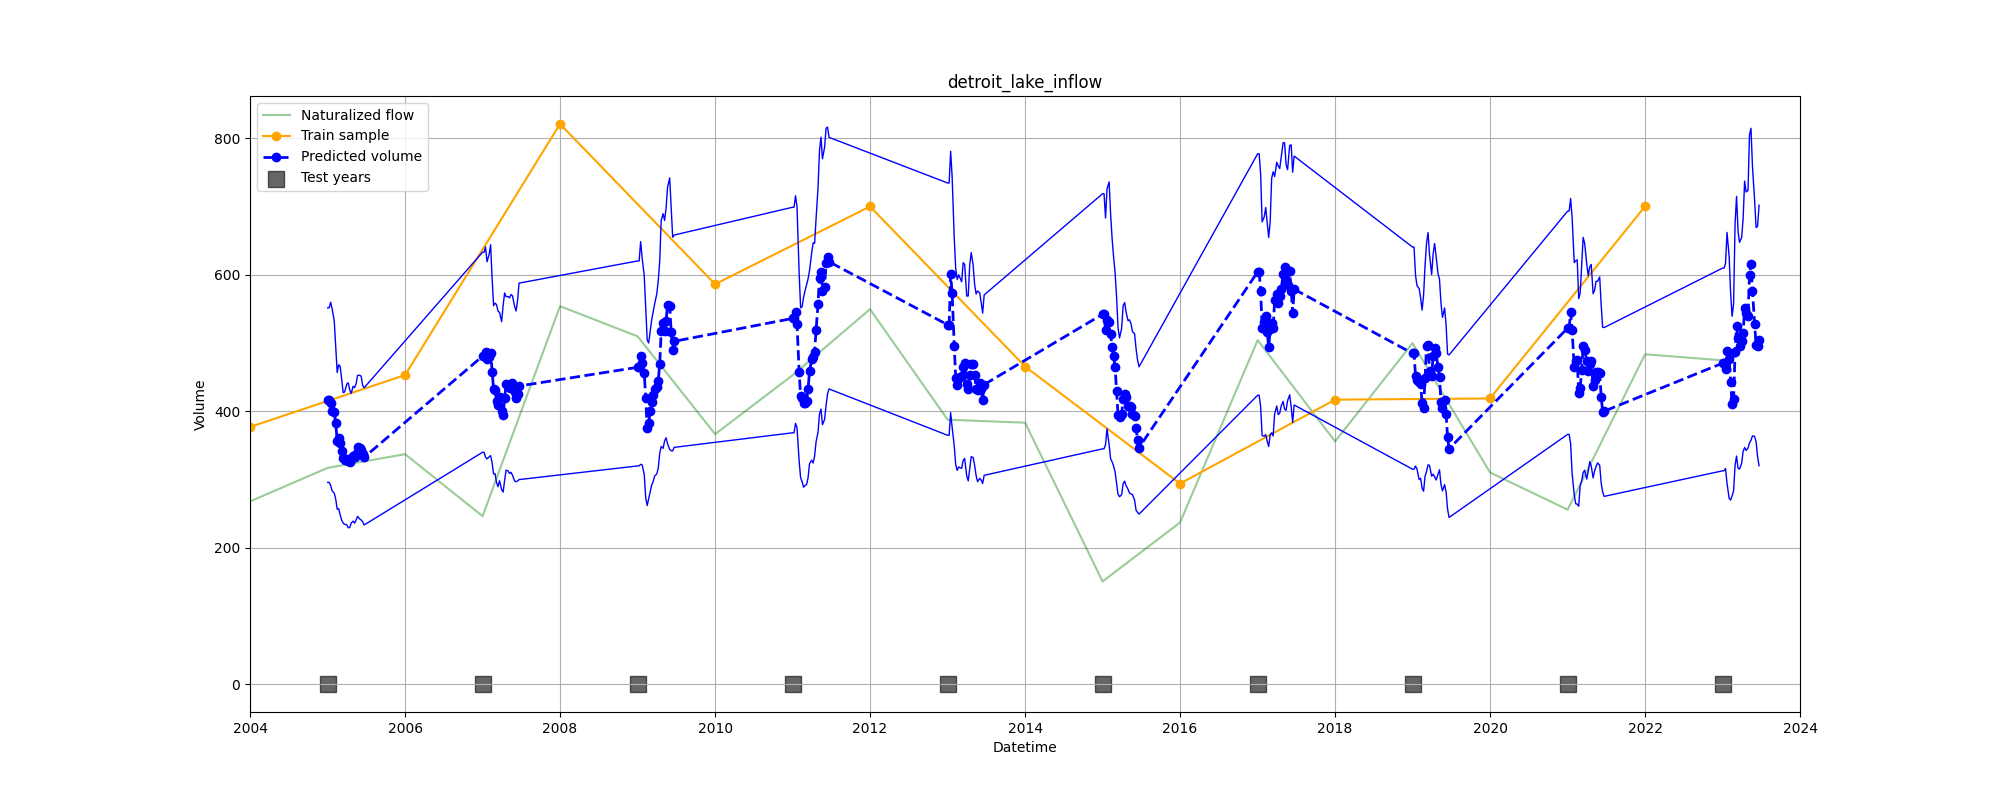 detroit_lake_inflow
Naturalized flow
Train sample
Predicted volume
Test years
Volume
800
600
400
200
0
2004 2006 2008 2010 2012 2014 2016 2018 2020 2022 2024
Datetime